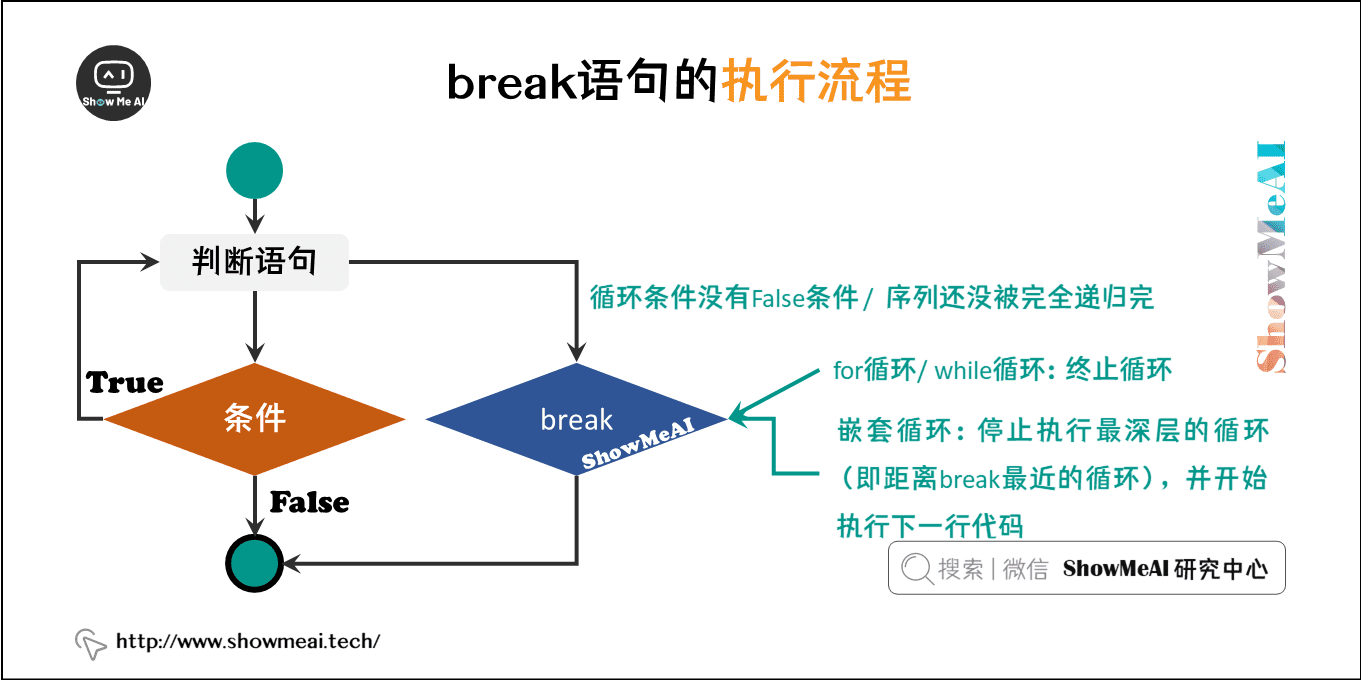 Show Me AI
break语句的执行流程
判断语句
循环条件没有False条件 / 序列还没被完全递归完
True
条件
break
ShowMeAI
for循环/ while循环：终止循环
嵌套循环：停止执行最深层的循环
（即距离break最近的循环），并开始
执行下一行代码
False
搜索 | 微信 ShowMeAI 研究中心
http://www.showmeai.tech/
ShowMeAI